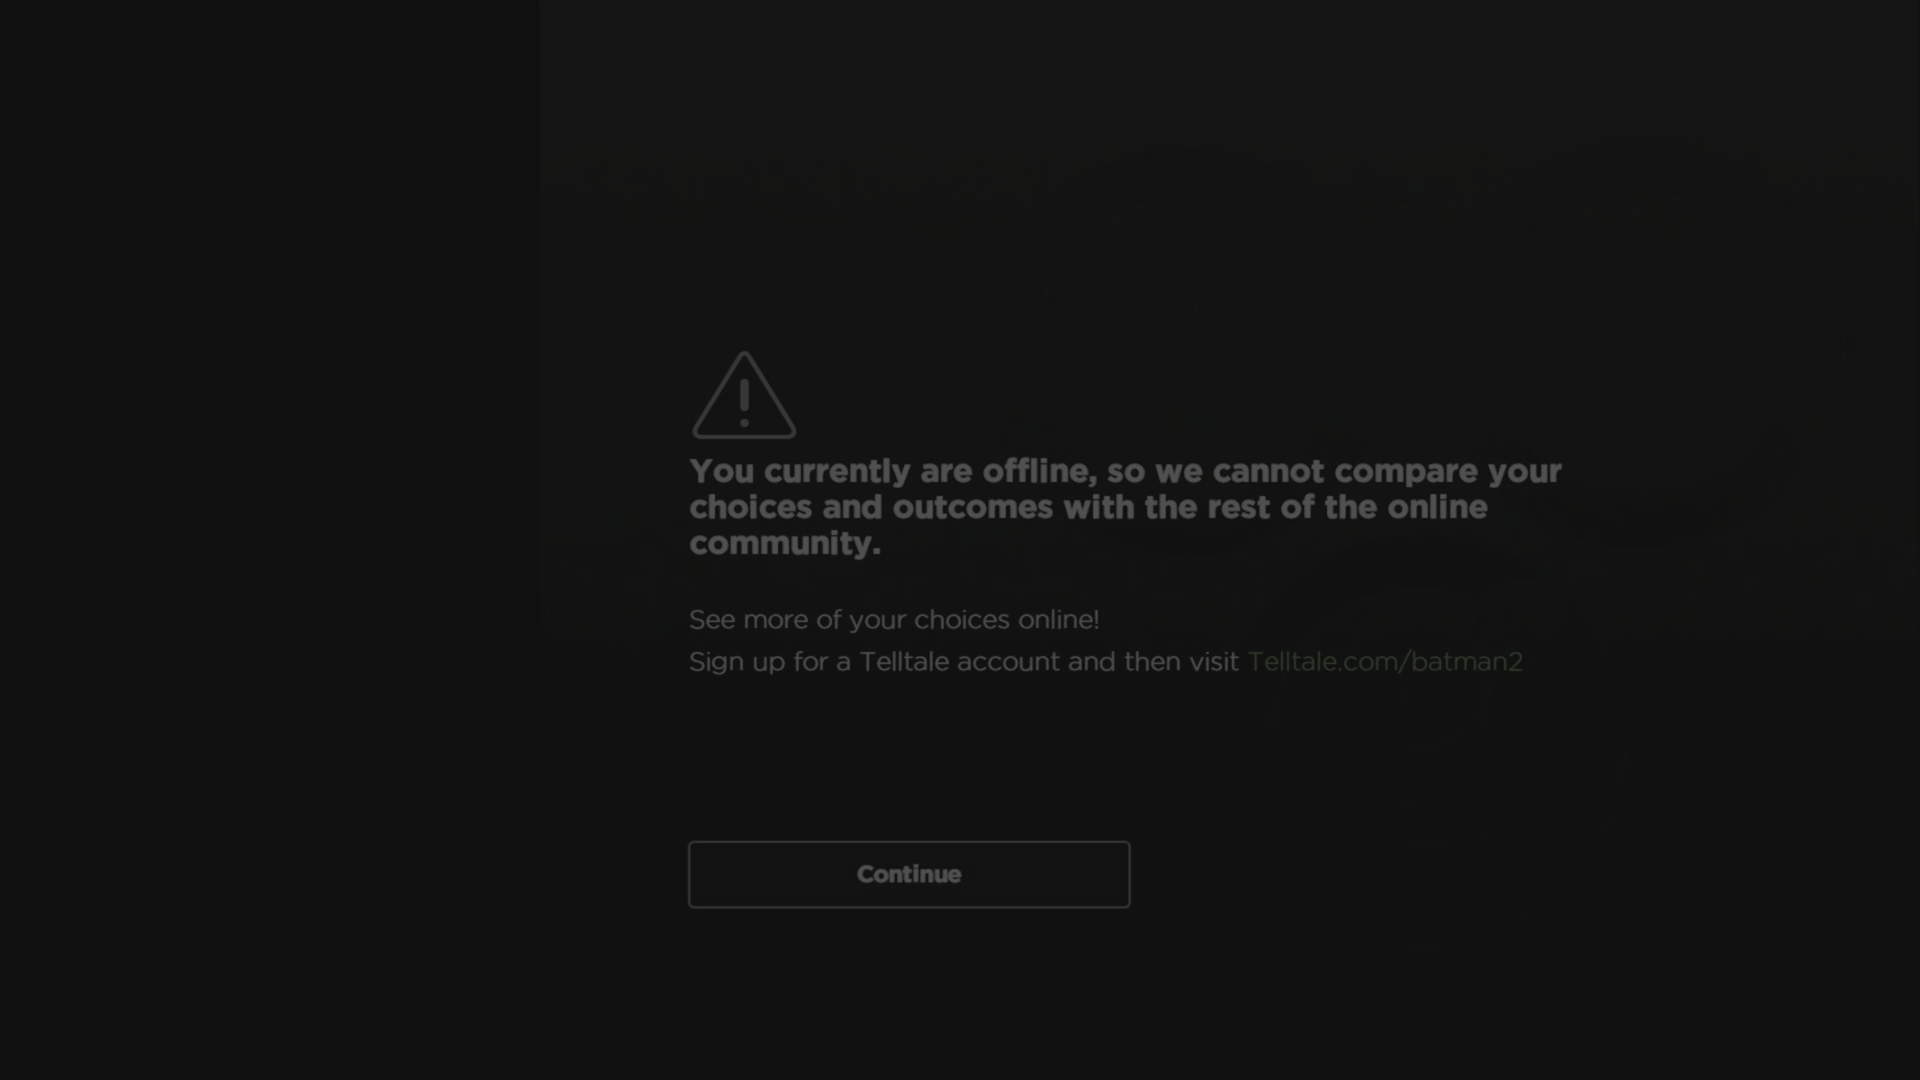 You currently are offline, so we cannot compare your
choices and outcomes with the rest of the online
community.
See more of your choices online!
Sign up for a Telltale account and then visit Telltale.com/batman2
Continue